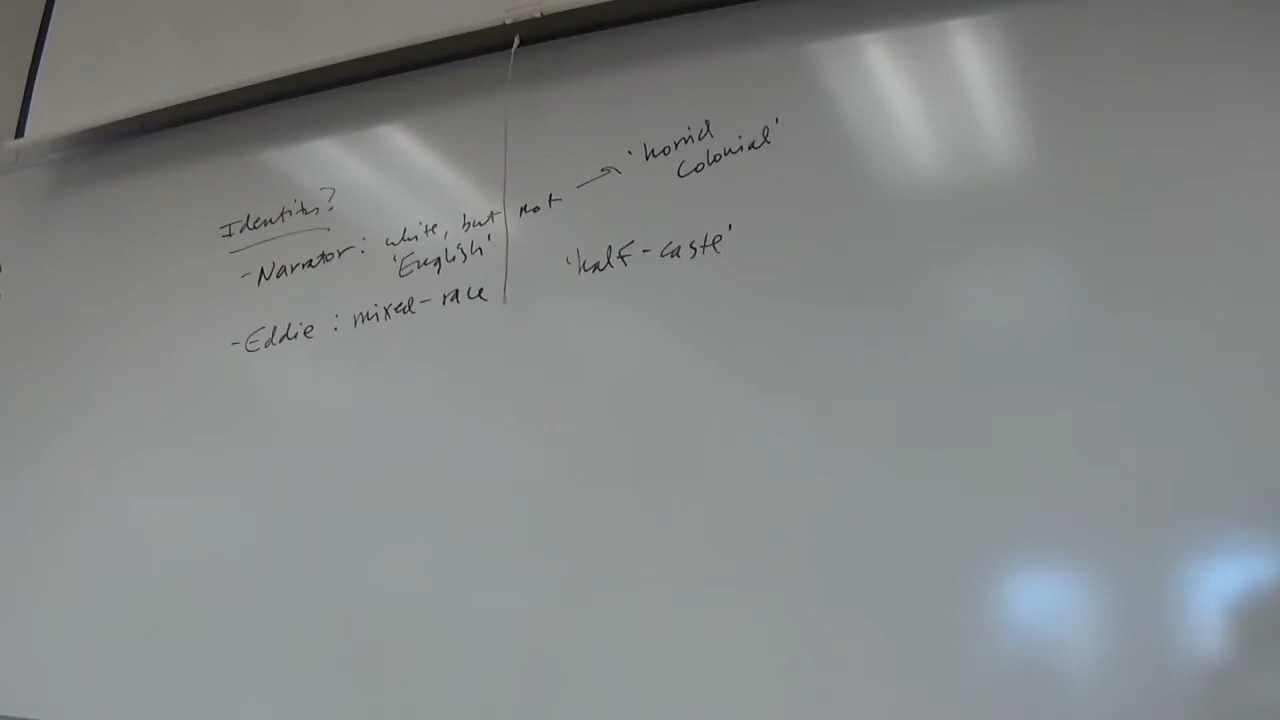 Identities?
- Narrator: white, but not → 'horrid
'English' colonial'
- Eddie: mixed-race 'half-caste'